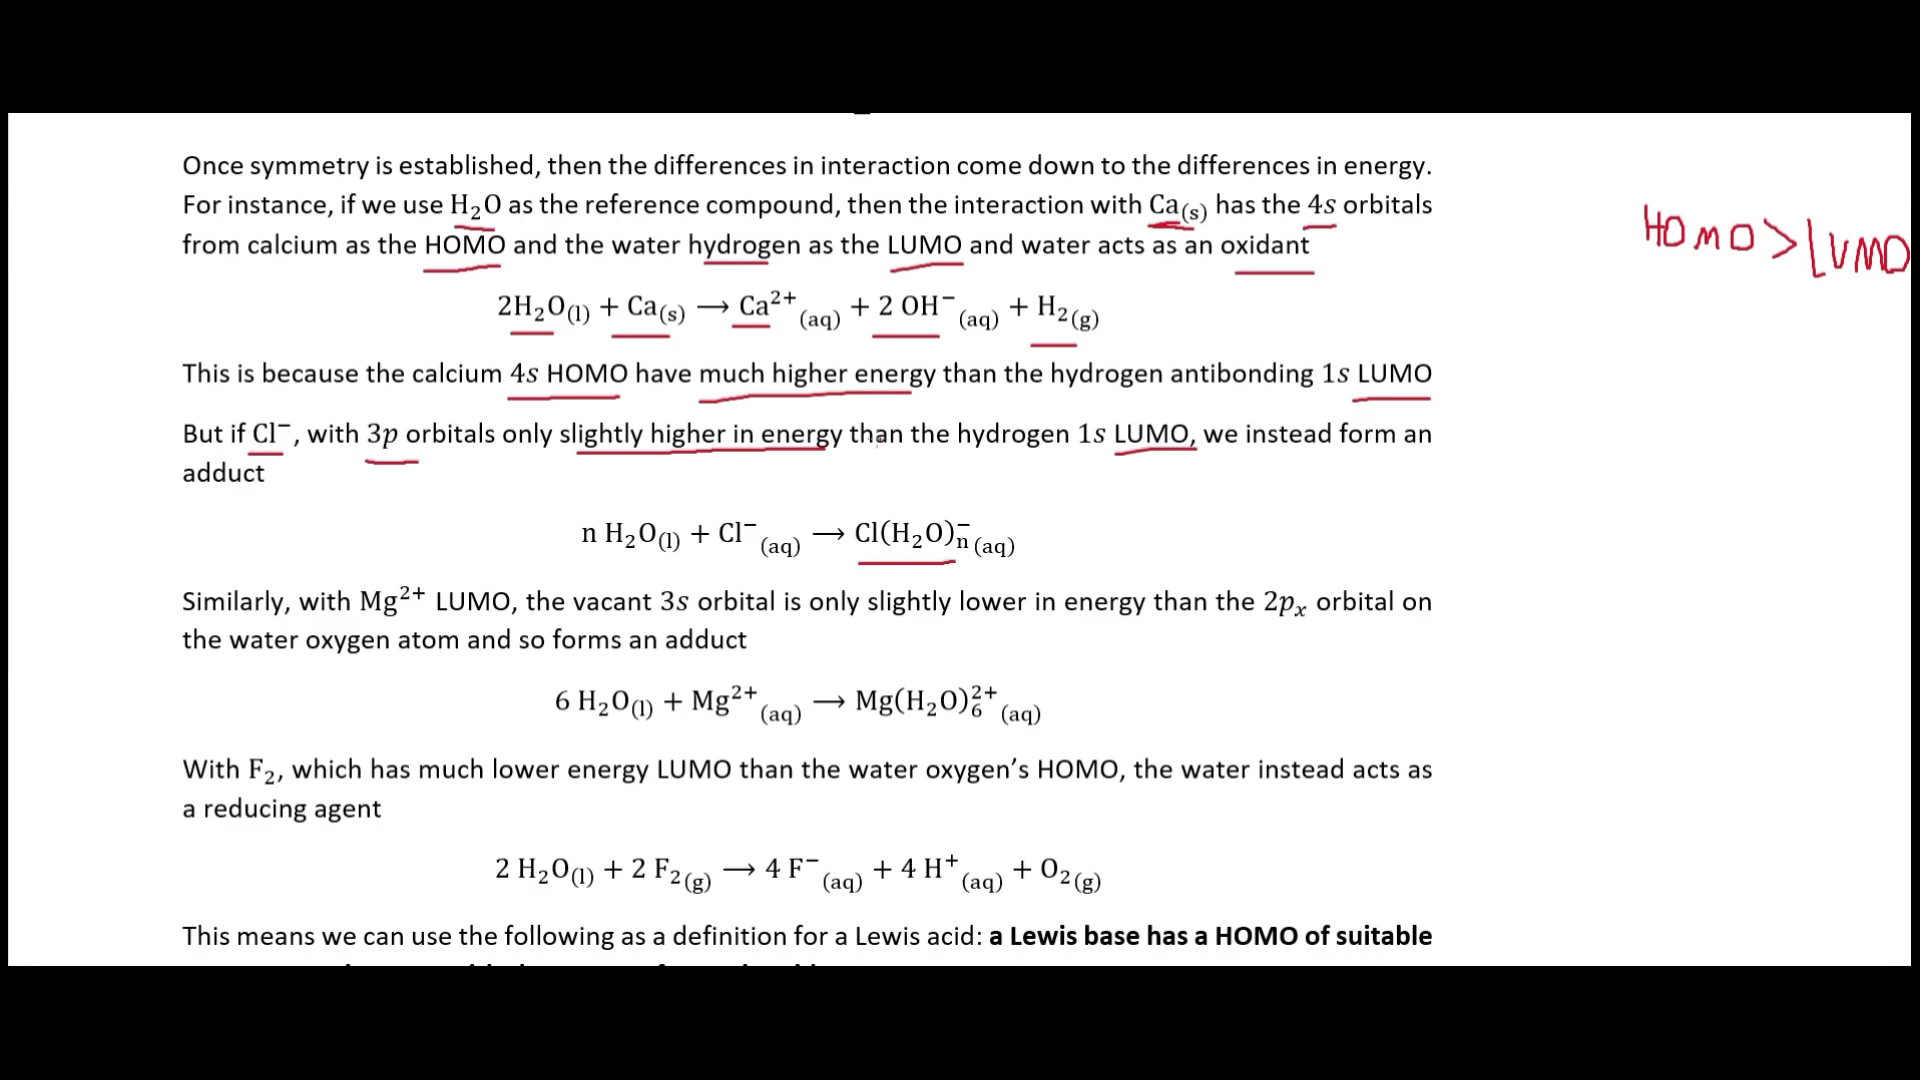 Once symmetry is established, then the differences in interaction come down to the differences in energy.
For instance, if we use H₂O as the reference compound, then the interaction with Ca₍s₎ has the 4s orbitals
from calcium as the HOMO and the water hydrogen as the LUMO and water acts as an oxidant
HOMO > LUMO
2H₂O(l) + Ca(s) ⟶ Ca²⁺(aq) + 2 OH⁻(aq) + H₂(g)
This is because the calcium 4s HOMO have much higher energy than the hydrogen antibonding 1s LUMO
But if Cl⁻, with 3p orbitals only slightly higher in energy than the hydrogen 1s LUMO, we instead form an
adduct
n H₂O(l) + Cl⁻(aq) ⟶ Cl(H₂O)ₙ⁻(aq)
Similarly, with Mg²⁺ LUMO, the vacant 3s orbital is only slightly lower in energy than the 2pₓ orbital on
the water oxygen atom and so forms an adduct
6 H₂O(l) + Mg²⁺(aq) ⟶ Mg(H₂O)₆²⁺(aq)
With F₂, which has much lower energy LUMO than the water oxygen’s HOMO, the water instead acts as
a reducing agent
2 H₂O(l) + 2 F₂(g) ⟶ 4 F⁻(aq) + 4 H⁺(aq) + O₂(g)
This means we can use the following as a definition for a Lewis acid: a Lewis base has a HOMO of suitable